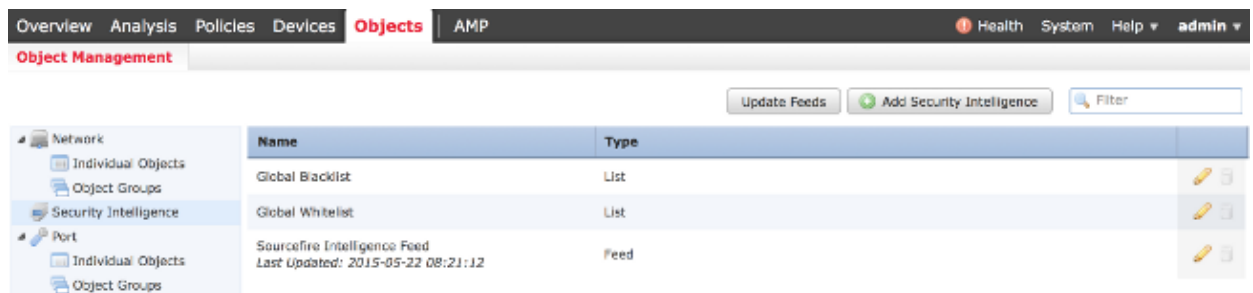 Overview Analysis Policies Devices Objects AMP Health System Help admin
Object Management
Update Feeds Add Security Intelligence Filter
Network
Individual Objects
Object Groups
Security Intelligence
Port
Individual Objects
Object Groups
Name Type
Global Blacklist List
Global Whitelist List
Sourcefire Intelligence Feed Feed
Last Updated: 2015-05-22 08:21:12